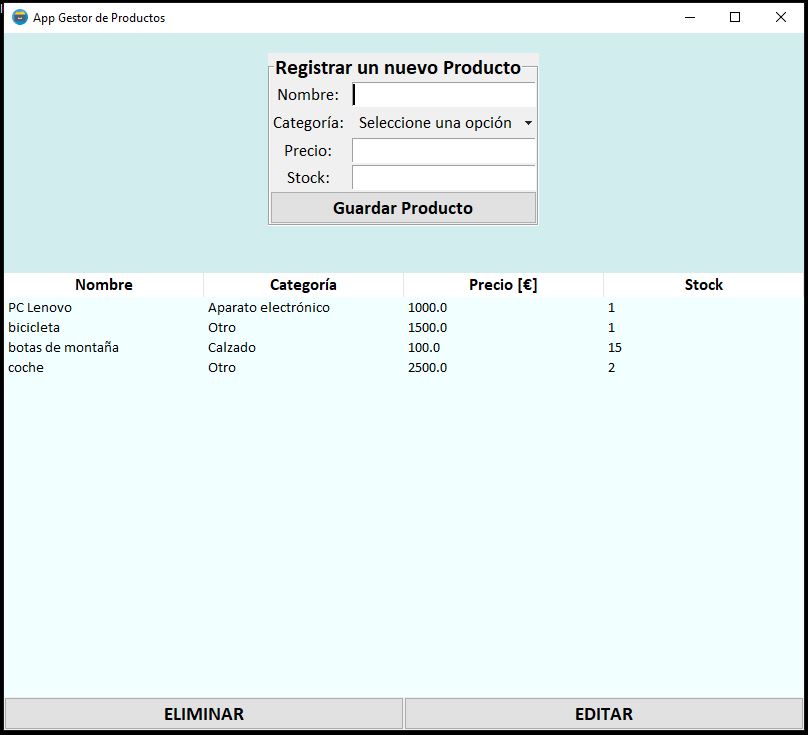 App Gestor de Productos
Registrar un nuevo Producto
Nombre:
Categoría: Seleccione una opción
Precio:
Stock:
Guardar Producto
Nombre Categoría Precio [€] Stock
PC Lenovo Aparato electrónico 1000.0 1
bicicleta Otro 1500.0 1
botas de montaña Calzado 100.0 15
coche Otro 2500.0 2
ELIMINAR EDITAR